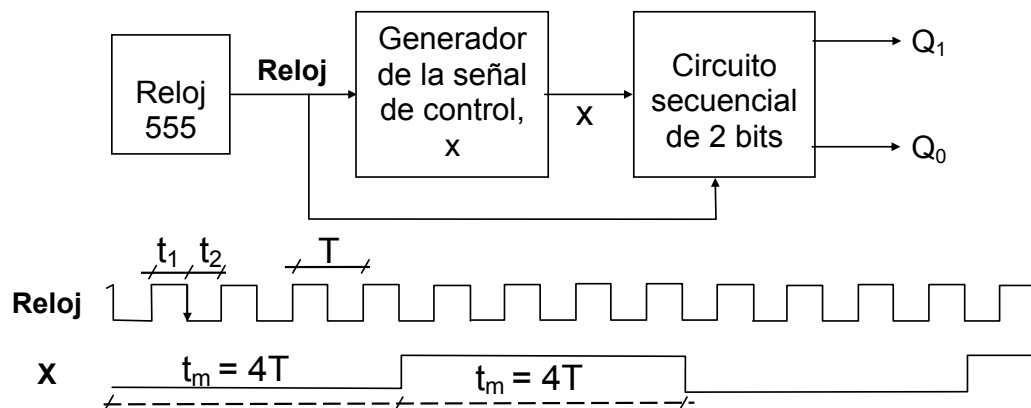 Reloj
555
Reloj
Generador
de la señal
de control,
x
x
Circuito
secuencial
de 2 bits
Q₁
Q₀
t₁ t₂ T
Reloj
X
tₘ = 4T
tₘ = 4T